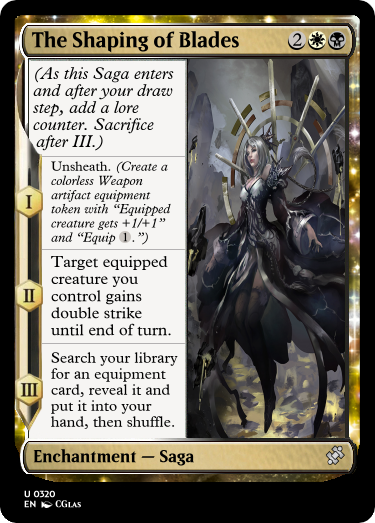 The Shaping of Blades 2
(As this Saga enters
and after your draw
step, add a lore
counter. Sacrifice
after III.)
I
Unsheath. (Create a
colorless Weapon
artifact equipment
token with “Equipped
creature gets +1/+1”
and “Equip 1.”)
II
Target equipped
creature you
control gains
double strike
until end of turn.
III
Search your library
for an equipment
card, reveal it and
put it into your
hand, then shuffle.
Enchantment — Saga
U 0320
EN CGlas